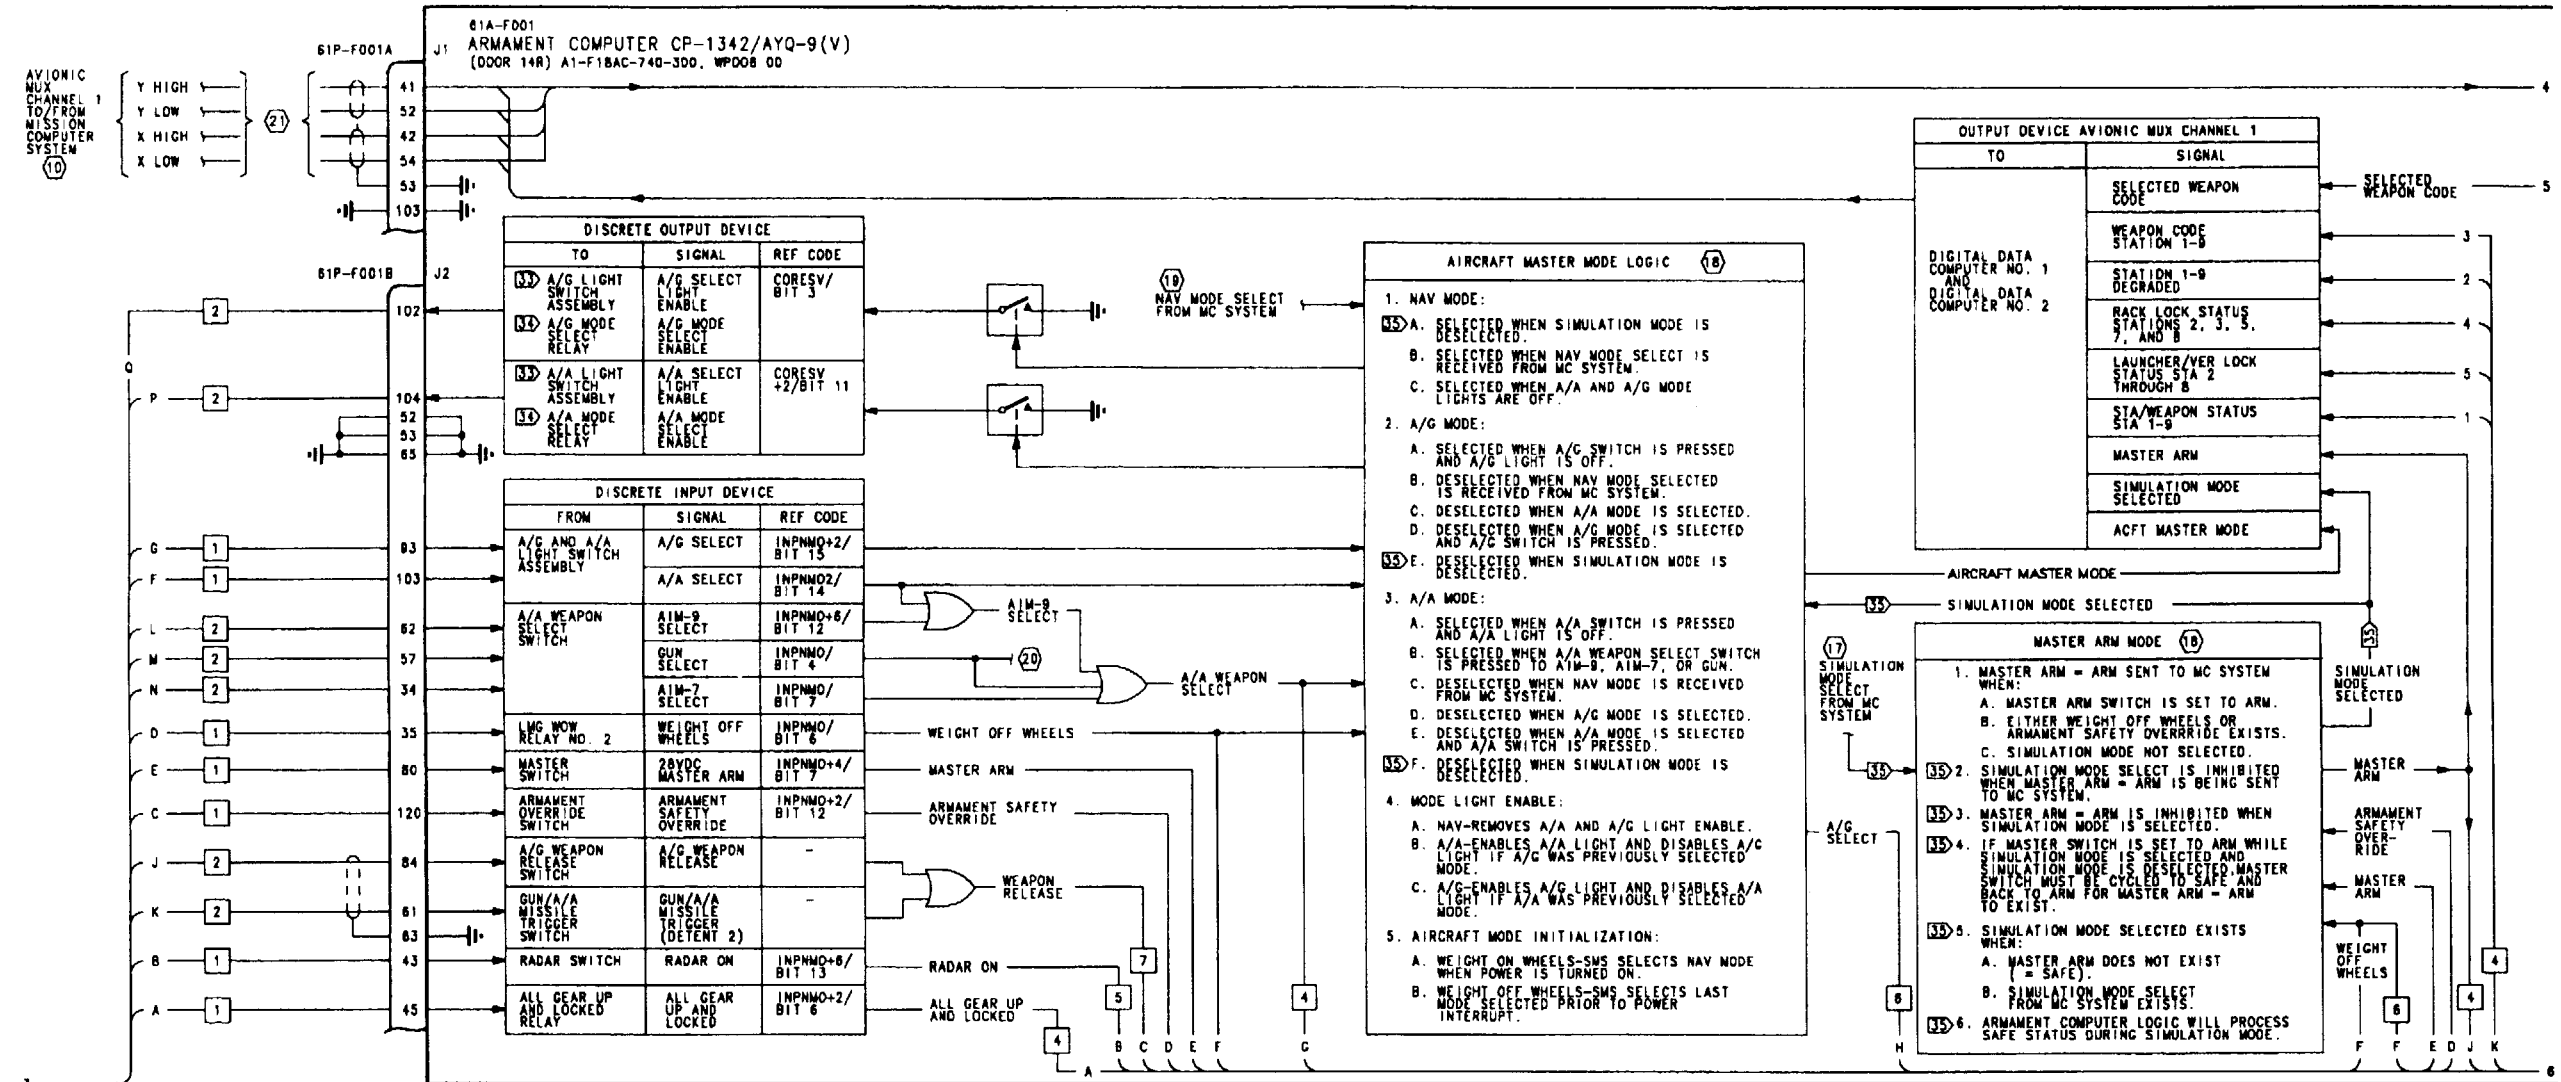 61A-F001
ARMAMENT COMPUTER CP-1342/AYQ-9(V)
(DOOR 14R) A1-F18AC-740-300, WP008 00
61P-F001A
J1
AVIONIC
MUX
CHANNEL 1
TO/FROM
MISSION
COMPUTER
SYSTEM
10
Y HIGH
Y LOW
X HIGH
X LOW
21
41
52
42
54
53
103
4
61P-F001B
J2
2
102
Q
P
2
104
52
53
65
DISCRETE OUTPUT DEVICE
TO
SIGNAL
REF CODE
33 A/G LIGHT
SWITCH
ASSEMBLY
34 A/G MODE
SELECT
RELAY
A/G SELECT
LIGHT
ENABLE
A/G MODE
SELECT
ENABLE
CORESV/
BIT 3
33 A/A LIGHT
SWITCH
ASSEMBLY
34 A/A MODE
SELECT
RELAY
A/A SELECT
LIGHT
ENABLE
A/A MODE
SELECT
ENABLE
CORESV
+2/BIT 11
G 1
F 1
L 2
M 2
N 2
D 1
E 1
C 1
J 2
K 2
B 1
A 1
103
62
57
34
35
80
120
84
61
63
43
45
DISCRETE INPUT DEVICE
FROM
SIGNAL
REF CODE
A/G AND A/A
LIGHT SWITCH
ASSEMBLY
A/G SELECT
INPNMO+2/
BIT 15
A/A SELECT
INPNMO2/
BIT 14
A/A WEAPON
SELECT
SWITCH
AIM-9
SELECT
INPNMO+6/
BIT 12
GUN
SELECT
INPNMO/
BIT 4
AIM-7
SELECT
INPNMO/
BIT 7
LMG WOW
RELAY NO. 2
WEIGHT OFF
WHEELS
INPNMO/
BIT 6
MASTER
SWITCH
28VDC
MASTER ARM
INPNMO+4/
BIT 7
ARMAMENT
OVERRIDE
SWITCH
ARMAMENT
SAFETY
OVERRIDE
INPNMO+2/
BIT 12
A/G WEAPON
RELEASE
SWITCH
A/G WEAPON
RELEASE
-
GUN/A/A
MISSILE
TRIGGER
SWITCH
GUN/A/A
MISSILE
TRIGGER
(DETENT 2)
-
RADAR SWITCH
RADAR ON
INPNMO+6/
BIT 13
ALL GEAR UP
AND LOCKED
RELAY
ALL GEAR
UP AND
LOCKED
INPNMO+2/
BIT 6
AIM-9
SELECT
20
A/A WEAPON
SELECT
WEIGHT OFF WHEELS
MASTER ARM
ARMAMENT SAFETY
OVERRIDE
WEAPON
RELEASE
RADAR ON
ALL GEAR UP
AND LOCKED
7
5
4
4
A
B C D E F
G
19
NAV MODE SELECT
FROM MC SYSTEM
AIRCRAFT MASTER MODE LOGIC 18
1. NAV MODE:
35 A. SELECTED WHEN SIMULATION MODE IS
DESELECTED.
B. SELECTED WHEN NAV MODE SELECT IS
RECEIVED FROM MC SYSTEM.
C. SELECTED WHEN A/A AND A/G MODE
LIGHTS ARE OFF.
2. A/G MODE:
A. SELECTED WHEN A/G SWITCH IS PRESSED
AND A/G LIGHT IS OFF.
B. DESELECTED WHEN NAV MODE SELECTED
IS RECEIVED FROM MC SYSTEM.
C. DESELECTED WHEN A/A MODE IS SELECTED.
D. DESELECTED WHEN A/G MODE IS SELECTED
AND A/G SWITCH IS PRESSED.
35 E. DESELECTED WHEN SIMULATION MODE IS
DESELECTED.
3. A/A MODE:
A. SELECTED WHEN A/A SWITCH IS PRESSED
AND A/A LIGHT IS OFF.
B. SELECTED WHEN A/A WEAPON SELECT SWITCH
IS PRESSED TO AIM-9, AIM-7, OR GUN.
C. DESELECTED WHEN NAV MODE IS RECEIVED
FROM MC SYSTEM.
D. DESELECTED WHEN A/G MODE IS SELECTED.
E. DESELECTED WHEN A/A MODE IS SELECTED
AND A/A SWITCH IS PRESSED.
35 F. DESELECTED WHEN SIMULATION MODE IS
DESELECTED.
4. MODE LIGHT ENABLE:
A. NAV-REMOVES A/A AND A/G LIGHT ENABLE.
B. A/A-ENABLES A/A LIGHT AND DISABLES A/G
LIGHT IF A/G WAS PREVIOUSLY SELECTED
MODE.
C. A/G-ENABLES A/G LIGHT AND DISABLES A/A
LIGHT IF A/A WAS PREVIOUSLY SELECTED
MODE.
5. AIRCRAFT MODE INITIALIZATION:
A. WEIGHT ON WHEELS-SMS SELECTS NAV MODE
WHEN POWER IS TURNED ON.
B. WEIGHT OFF WHEELS-SMS SELECTS LAST
MODE SELECTED PRIOR TO POWER
INTERRUPT.
OUTPUT DEVICE AVIONIC MUX CHANNEL 1
TO
SIGNAL
DIGITAL DATA
COMPUTER NO. 1
AND
DIGITAL DATA
COMPUTER NO. 2
SELECTED WEAPON
CODE
WEAPON CODE
STATION 1-9
STATION 1-9
DEGRADED
RACK LOCK STATUS
STATIONS 2, 3, 5,
7, AND 8
LAUNCHER/VER LOCK
STATUS STA 2
THROUGH 8
STA/WEAPON STATUS
STA 1-9
MASTER ARM
SIMULATION MODE
SELECTED
ACFT MASTER MODE
SELECTED
WEAPON CODE
5
3
2
4
5
1
AIRCRAFT MASTER MODE
35 SIMULATION MODE SELECTED
35
17
SIMULATION
MODE
SELECT
FROM MC
SYSTEM
35
A/G
SELECT
MASTER ARM MODE 18
1. MASTER ARM = ARM SENT TO MC SYSTEM
WHEN:
A. MASTER ARM SWITCH IS SET TO ARM.
B. EITHER WEIGHT OFF WHEELS OR
ARMAMENT SAFETY OVERRRIDE EXISTS.
C. SIMULATION MODE NOT SELECTED.
35 2. SIMULATION MODE SELECT IS INHIBITED
WHEN MASTER ARM = ARM IS BEING SENT
TO MC SYSTEM.
35 3. MASTER ARM = ARM IS INHIBITED WHEN
SIMULATION MODE IS SELECTED.
35 4. IF MASTER SWITCH IS SET TO ARM WHILE
SIMULATION MODE IS SELECTED AND
SIMULATION MODE IS DESELECTED,MASTER
SWITCH MUST BE CYCLED TO SAFE AND
BACK TO ARM FOR MASTER ARM = ARM
TO EXIST.
35 5. SIMULATION MODE SELECTED EXISTS
WHEN:
A. MASTER ARM DOES NOT EXIST
( = SAFE).
B. SIMULATION MODE SELECT
FROM MC SYSTEM EXISTS.
35 6. ARMAMENT COMPUTER LOGIC WILL PROCESS
SAFE STATUS DURING SIMULATION MODE.
SIMULATION
MODE
SELECTED
MASTER
ARM
ARMAMENT
SAFETY
OVER-
RIDE
MASTER
ARM
WEIGHT
OFF
WHEELS
4
4
H
F F E D J K
6